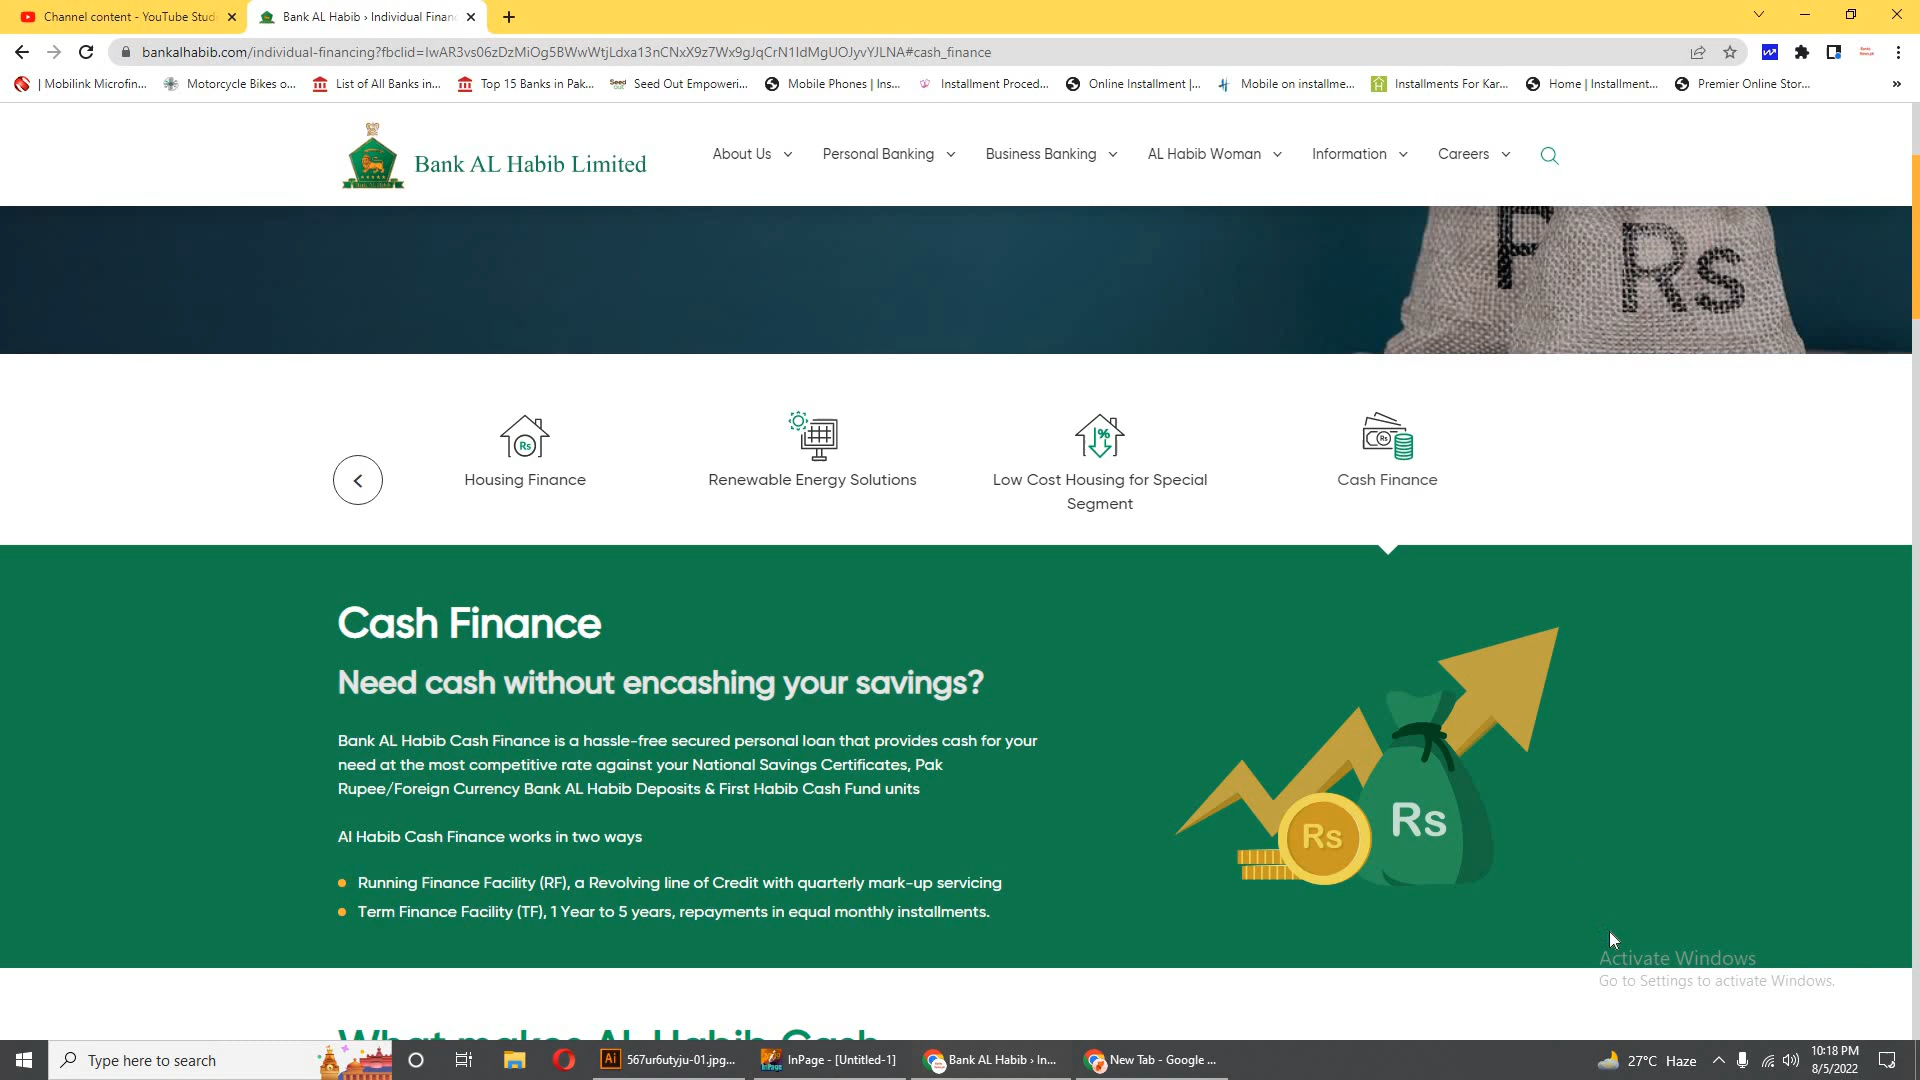 Channel content - YouTube Stud
Bank AL Habib › Individual Financ
bankalhabib.com/individual-financing?fbclid=IwAR3vs06zDzMiOg5BWwWtjLdxa13nCNxX9z7Wx9gJqCrN1IdMgUOJyvYJLNA#cash_finance
| Mobilink Microfin...
Motorcycle Bikes o...
List of All Banks in...
Top 15 Banks in Pak...
Seed Out Empoweri...
Mobile Phones | Ins...
Installment Proced...
Online Installment |...
Mobile on installme...
Installments For Kar...
Home | Installment...
Premier Online Stor...
Bank AL Habib Limited
About Us
Personal Banking
Business Banking
AL Habib Woman
Information
Careers
Rs
Housing Finance
Renewable Energy Solutions
Low Cost Housing for Special
Segment
Cash Finance
Cash Finance
Need cash without encashing your savings?
Bank AL Habib Cash Finance is a hassle-free secured personal loan that provides cash for your
need at the most competitive rate against your National Savings Certificates, Pak
Rupee/Foreign Currency Bank AL Habib Deposits & First Habib Cash Fund units
Al Habib Cash Finance works in two ways
Running Finance Facility (RF), a Revolving line of Credit with quarterly mark-up servicing
Term Finance Facility (TF), 1 Year to 5 years, repayments in equal monthly installments.
Rs
Rs
Activate Windows
Go to Settings to activate Windows.
What makes AL Habib Cash
Type here to search
567ur6utyju-01.jpg...
InPage - [Untitled-1]
Bank AL Habib › In...
New Tab - Google ...
27°C Haze
10:18 PM
8/5/2022